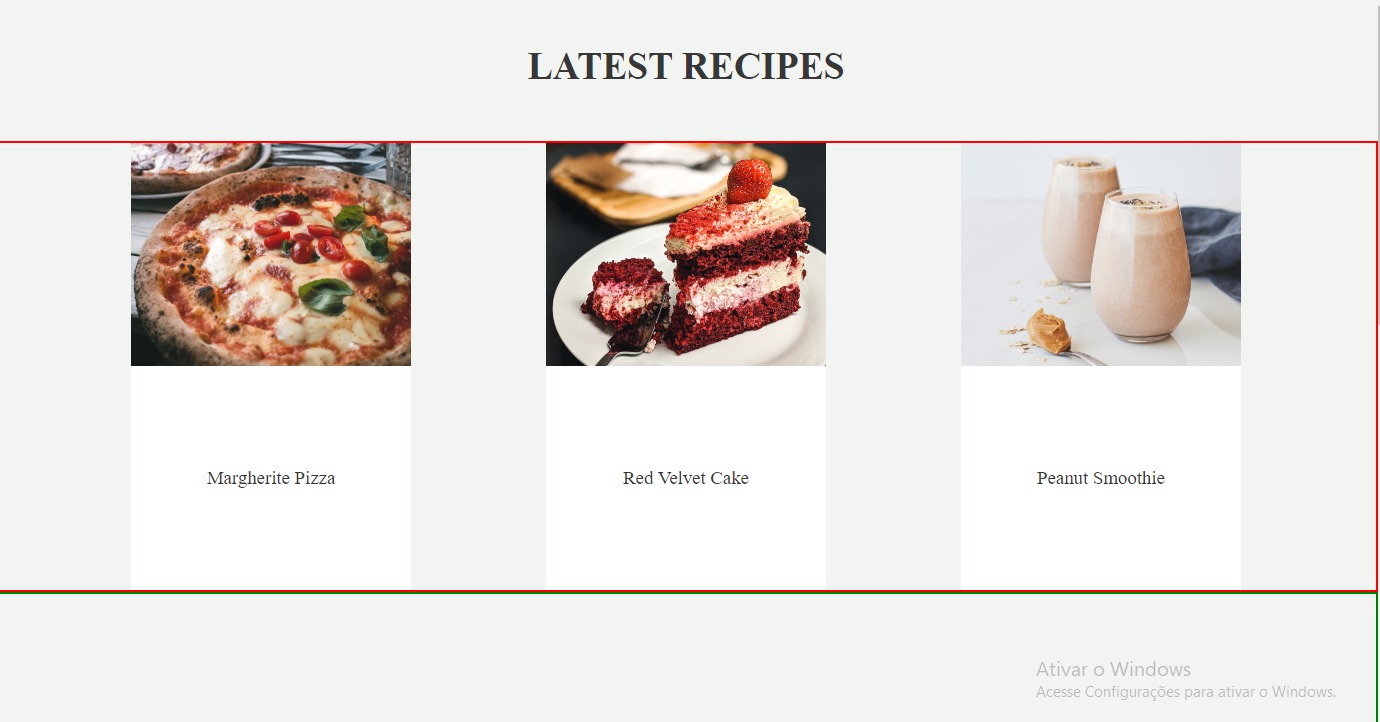 LATEST RECIPES
Margherite Pizza
Red Velvet Cake
Peanut Smoothie
Ativar o Windows
Acesse Configurações para ativar o Windows.